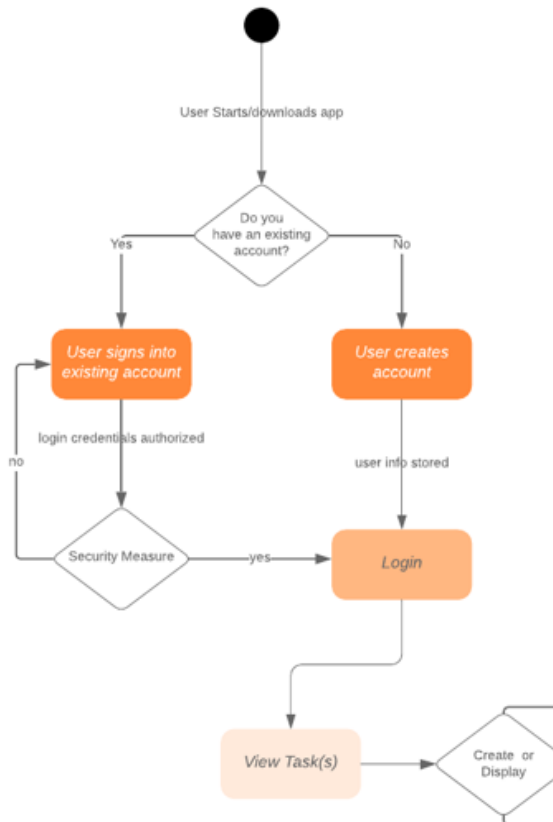 User Starts/downloads app
Do you
have an existing
account?
Yes
No
User signs into
existing account
User creates
account
login credentials authorized
no
user info stored
Security Measure
yes
Login
View Task(s)
Create or
Display